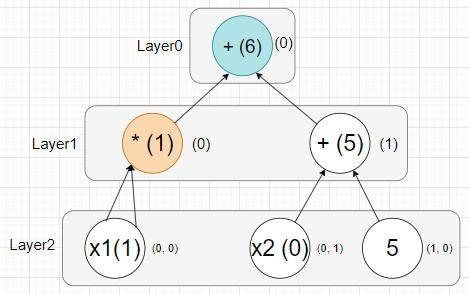 Layer0
+ (6)
(0)
Layer1
* (1)
(0)
+ (5)
(1)
Layer2
x1(1)
(0, 0)
x2 (0)
(0, 1)
5
(1, 0)